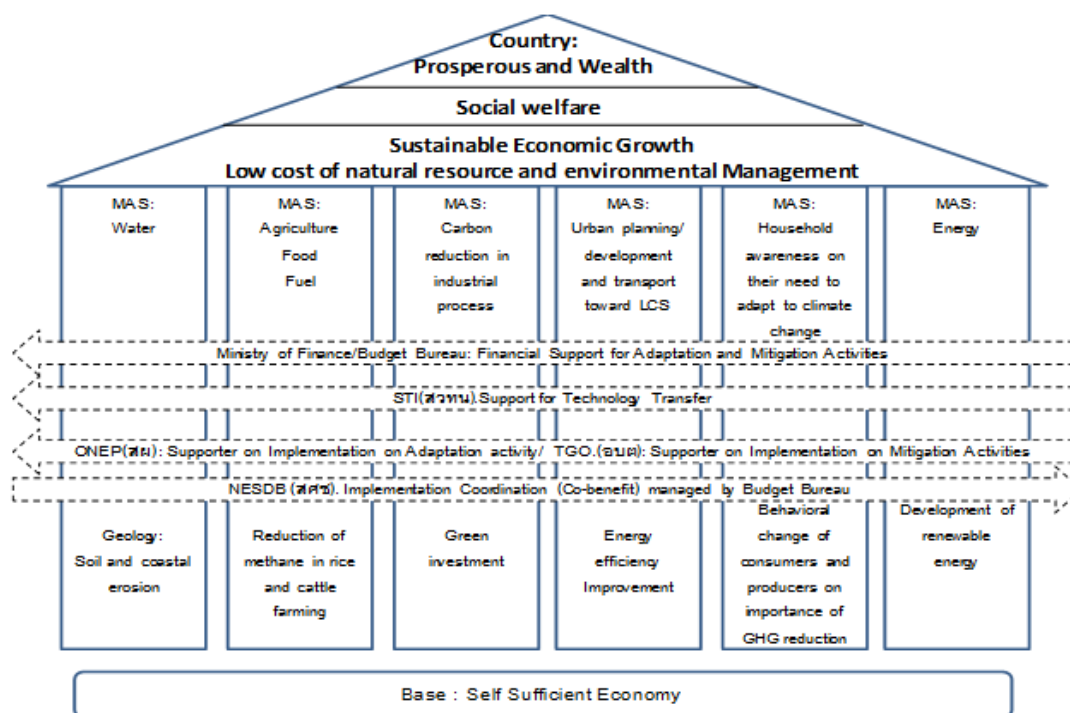 Country:
Prosperous and Wealth
Social welfare
Sustainable Economic Growth
Low cost of natural resource and environmental Management
MAS:
Water
MAS:
Agriculture
Food
Fuel
MAS:
Carbon
reduction in
industrial
process
MAS:
Urban planning/
development
and transport
toward LCS
MAS:
Household
awareness on
their need to
adapt to climate
change
MAS:
Energy
Ministry of Finance/Budget Bureau: Financial Support for Adaptation and Mitigation Activities
STI(สวทน).Support for Technology Transfer
ONEP(สผ): Supporter on Implementation on Adaptation activity/ TGO.(อบก): Supporter on Implementation on Mitigation Activities
NESDB (สศช). Implementation Coordination (Co-benefit) managed by Budget Bureau
Geology:
Soil and coastal
erosion
Reduction of
methane in rice
and cattle
farming
Green
investment
Energy
efficiency
Improvement
Behavioral
change of
consumers and
producers on
importance of
GHG reduction
Development of
renewable
energy
Base : Self Sufficient Economy